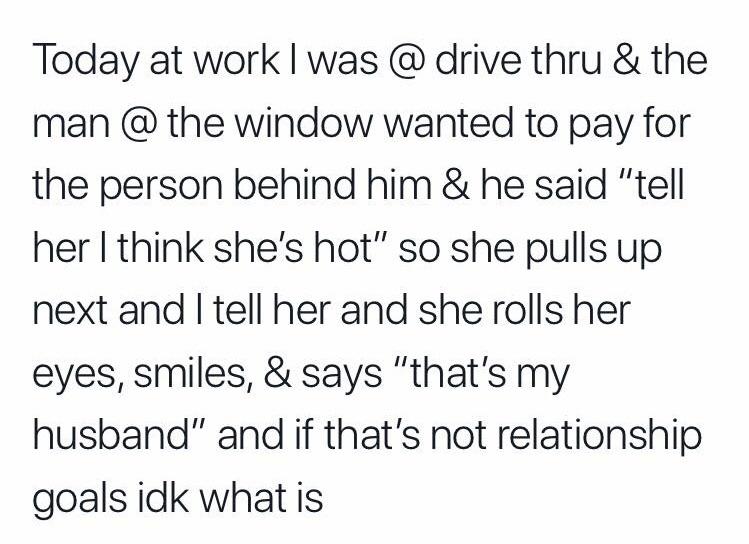 Today at work I was @ drive thru & the
man @ the window wanted to pay for
the person behind him & he said “tell
her I think she’s hot” so she pulls up
next and I tell her and she rolls her
eyes, smiles, & says “that’s my
husband” and if that’s not relationship
goals idk what is